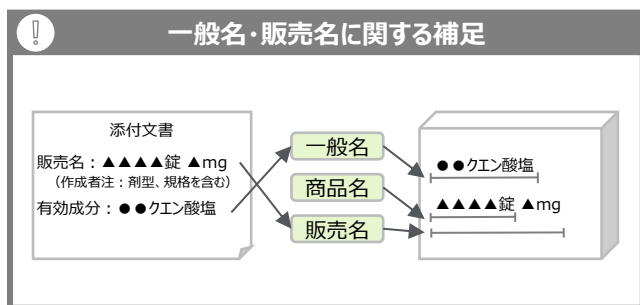 一般名・販売名に関する補足
添付文書
販売名：▲▲▲▲錠 ▲mg
（作成者注：剤型、規格を含む）
有効成分：●●クエン酸塩
一般名
商品名
販売名
●●クエン酸塩
▲▲▲▲錠 ▲mg